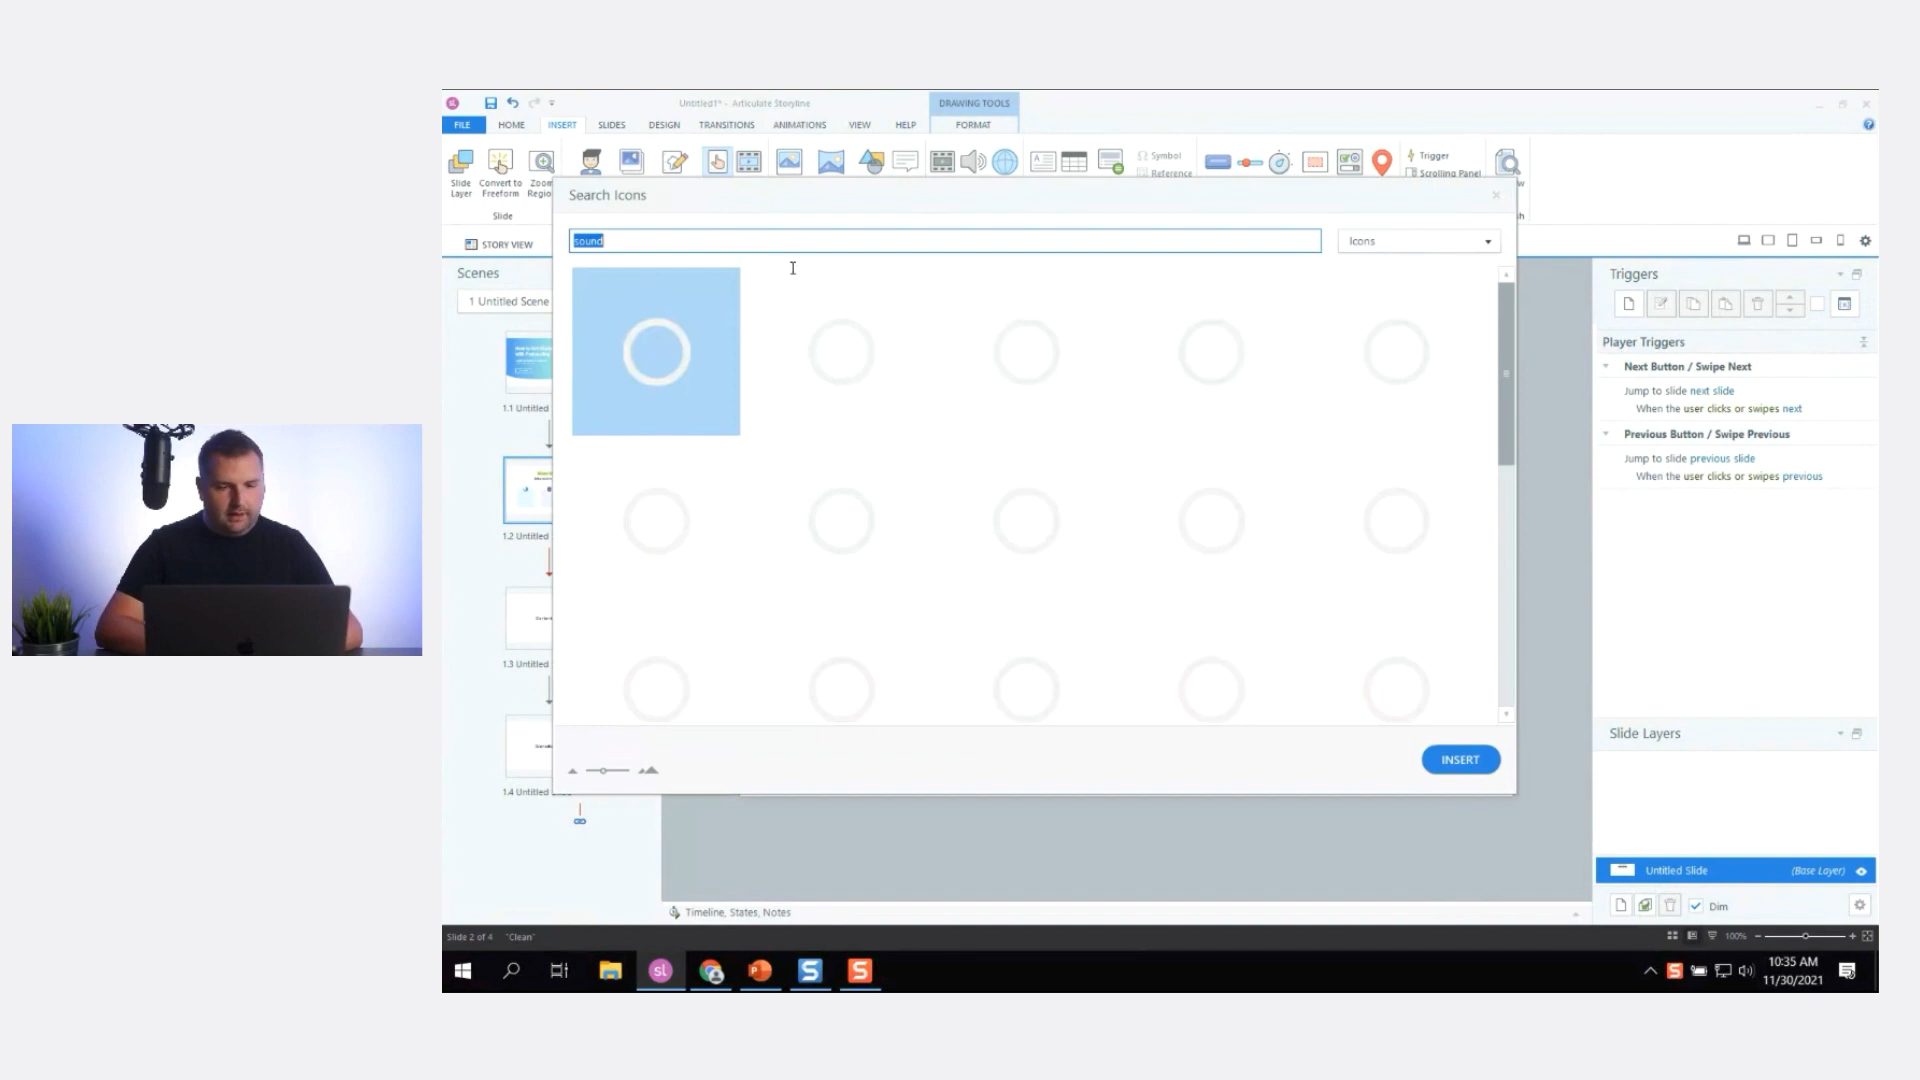 Untitled1* - Articulate Storyline
DRAWING TOOLS
FILE HOME INSERT SLIDES DESIGN TRANSITIONS ANIMATIONS VIEW HELP FORMAT
Symbol
Trigger
Reference
Scrolling Panel
Slide Layer
Convert to Freeform
Zoom
Slide
Search Icons
sound
Icons
STORY VIEW
Scenes
1 Untitled Scene
1.1 Untitled
1.2 Untitled
1.3 Untitled
1.4 Untitled
INSERT
Triggers
Player Triggers
Next Button / Swipe Next
Jump to slide next slide
When the user clicks or swipes next
Previous Button / Swipe Previous
Jump to slide previous slide
When the user clicks or swipes previous
Slide Layers
Untitled Slide (Base Layer)
Dim
Timeline, States, Notes
Slide 2 of 4 "Clean"
100%
10:35 AM
11/30/2021